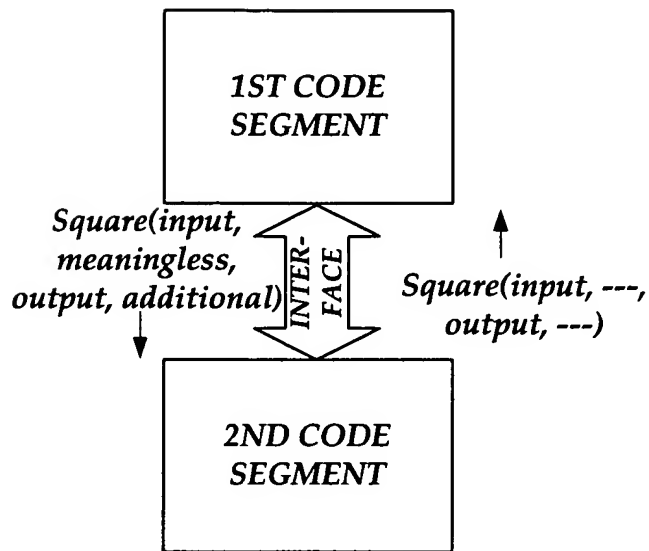 1ST CODE
SEGMENT
Square(input,
meaningless,
output, additional)
INTER-
FACE
Square(input, ---,
output, ---)
2ND CODE
SEGMENT